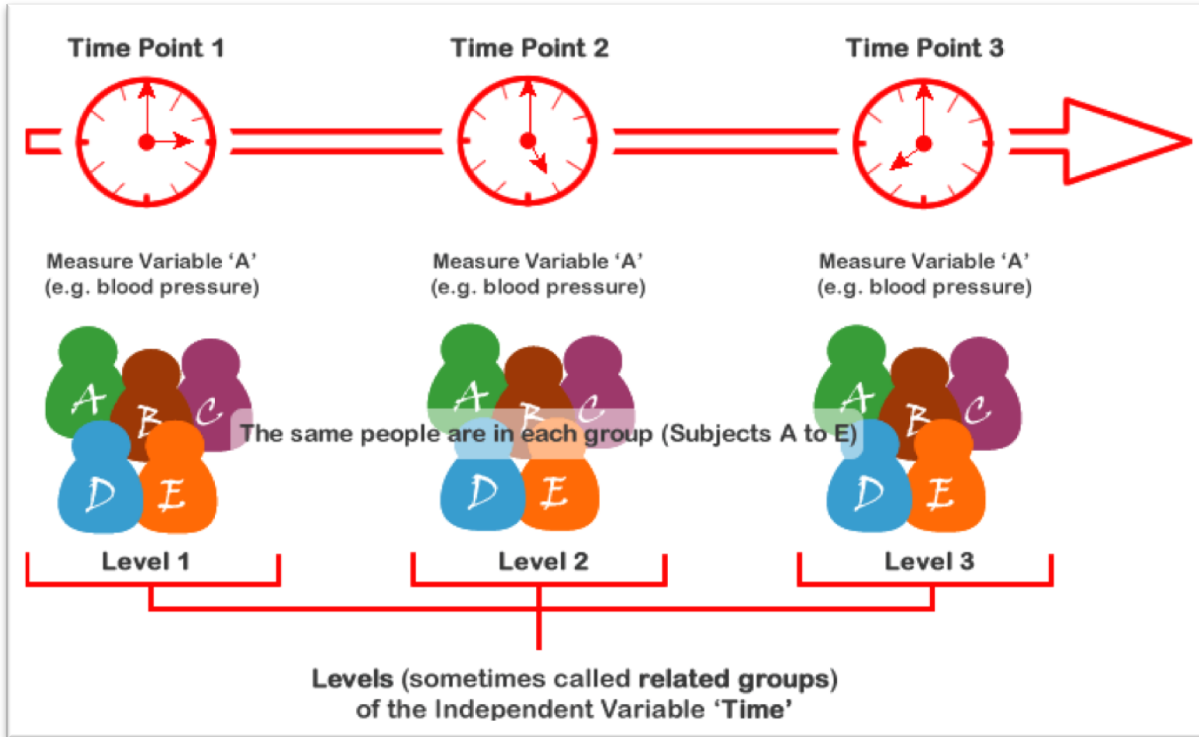 Time Point 1
Time Point 2
Time Point 3
Measure Variable ‘A’
(e.g. blood pressure)
Measure Variable ‘A’
(e.g. blood pressure)
Measure Variable ‘A’
(e.g. blood pressure)
A
B
C
D
E
A
B
C
D
E
A
B
C
D
E
The same people are in each group (Subjects A to E)
Level 1
Level 2
Level 3
Levels (sometimes called related groups)
of the Independent Variable ‘Time’